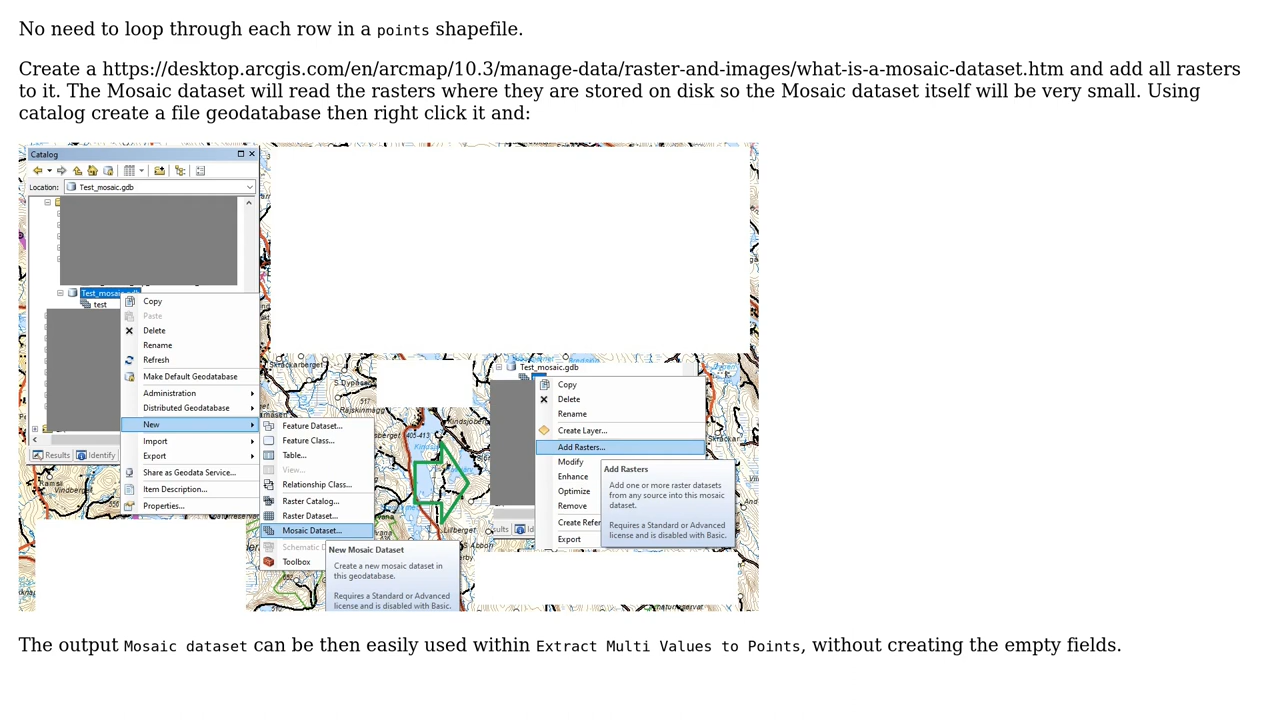 No need to loop through each row in a points shapefile.
Create a https://desktop.arcgis.com/en/arcmap/10.3/manage-data/raster-and-images/what-is-a-mosaic-dataset.htm and add all rasters
to it. The Mosaic dataset will read the rasters where they are stored on disk so the Mosaic dataset itself will be very small. Using
catalog create a file geodatabase then right click it and:
Catalog
Location: Test_mosaic.gdb
test
Copy
Paste
Delete
Rename
Refresh
Make Default Geodatabase
Administration
Distributed Geodatabase
New
Import
Export
Share as Geodata Service...
Item Description...
Properties...
Results
Identify
Feature Dataset...
Feature Class...
Table...
View...
Relationship Class...
Raster Catalog...
Raster Dataset...
Mosaic Dataset...
Schematic
Toolbox
New Mosaic Dataset
Create a new mosaic dataset in
this geodatabase.
Requires a Standard or Advanced
license and is disabled with Basic.
Test_mosaic.gdb
Copy
Delete
Rename
Create Layer...
Add Rasters...
Modify
Enhance
Optimize
Remove
Create Refer
Export
Add Rasters
Add one or more raster datasets
from any source into this mosaic
dataset.
Requires a Standard or Advanced
license and is disabled with Basic.
Skråckarberget
517
405-413
Lillberget
Vindberget
The output Mosaic dataset can be then easily used within Extract Multi Values to Points, without creating the empty fields.